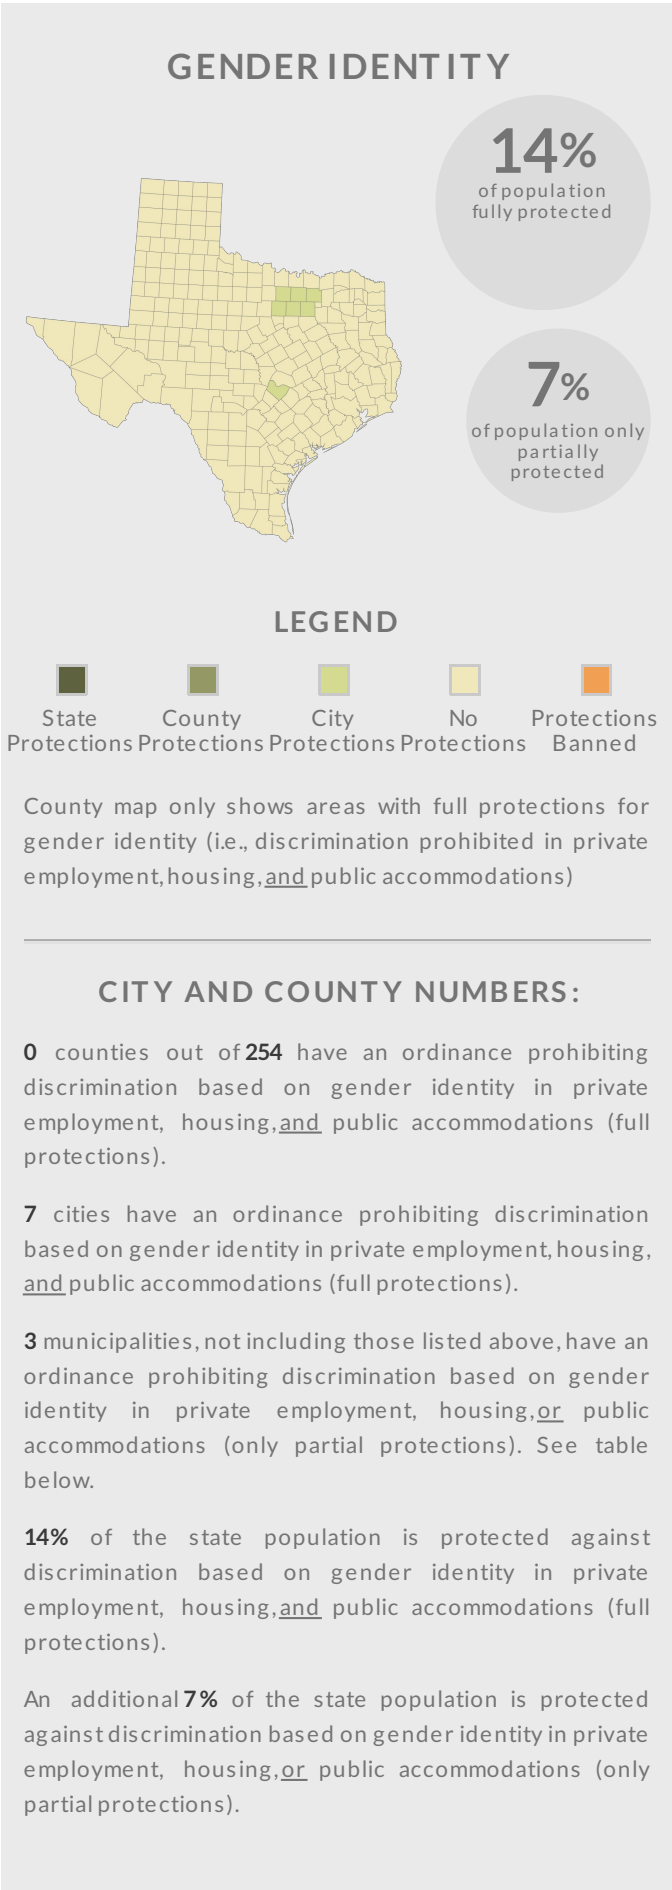 GENDER IDENTITY
14%
of population
fully protected
7%
of population only
partially
protected
LEGEND
State
Protections
County
Protections
City
Protections
No
Protections
Protections
Banned
County map only shows areas with full protections for
gender identity (i.e., discrimination prohibited in private
employment, housing, and public accommodations)
CITY AND COUNTY NUMBERS:
0 counties out of 254 have an ordinance prohibiting
discrimination based on gender identity in private
employment, housing, and public accommodations (full
protections).
7 cities have an ordinance prohibiting discrimination
based on gender identity in private employment, housing,
and public accommodations (full protections).
3 municipalities, not including those listed above, have an
ordinance prohibiting discrimination based on gender
identity in private employment, housing, or public
accommodations (only partial protections). See table
below.
14% of the state population is protected against
discrimination based on gender identity in private
employment, housing, and public accommodations (full
protections).
An additional 7% of the state population is protected
against discrimination based on gender identity in private
employment, housing, or public accommodations (only
partial protections).